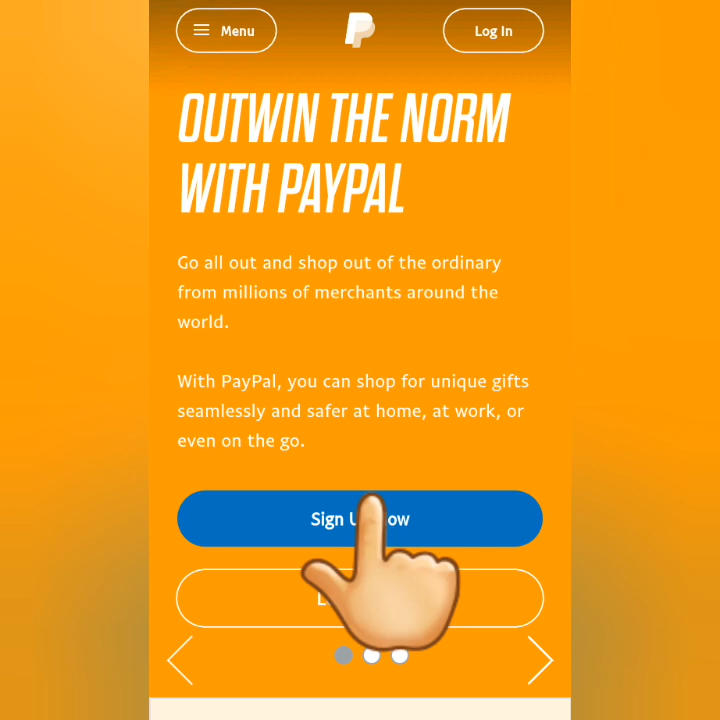 Menu
Log In
OUTWIN THE NORM
WITH PAYPAL
Go all out and shop out of the ordinary
from millions of merchants around the
world.
With PayPal, you can shop for unique gifts
seamlessly and safer at home, at work, or
even on the go.
Sign